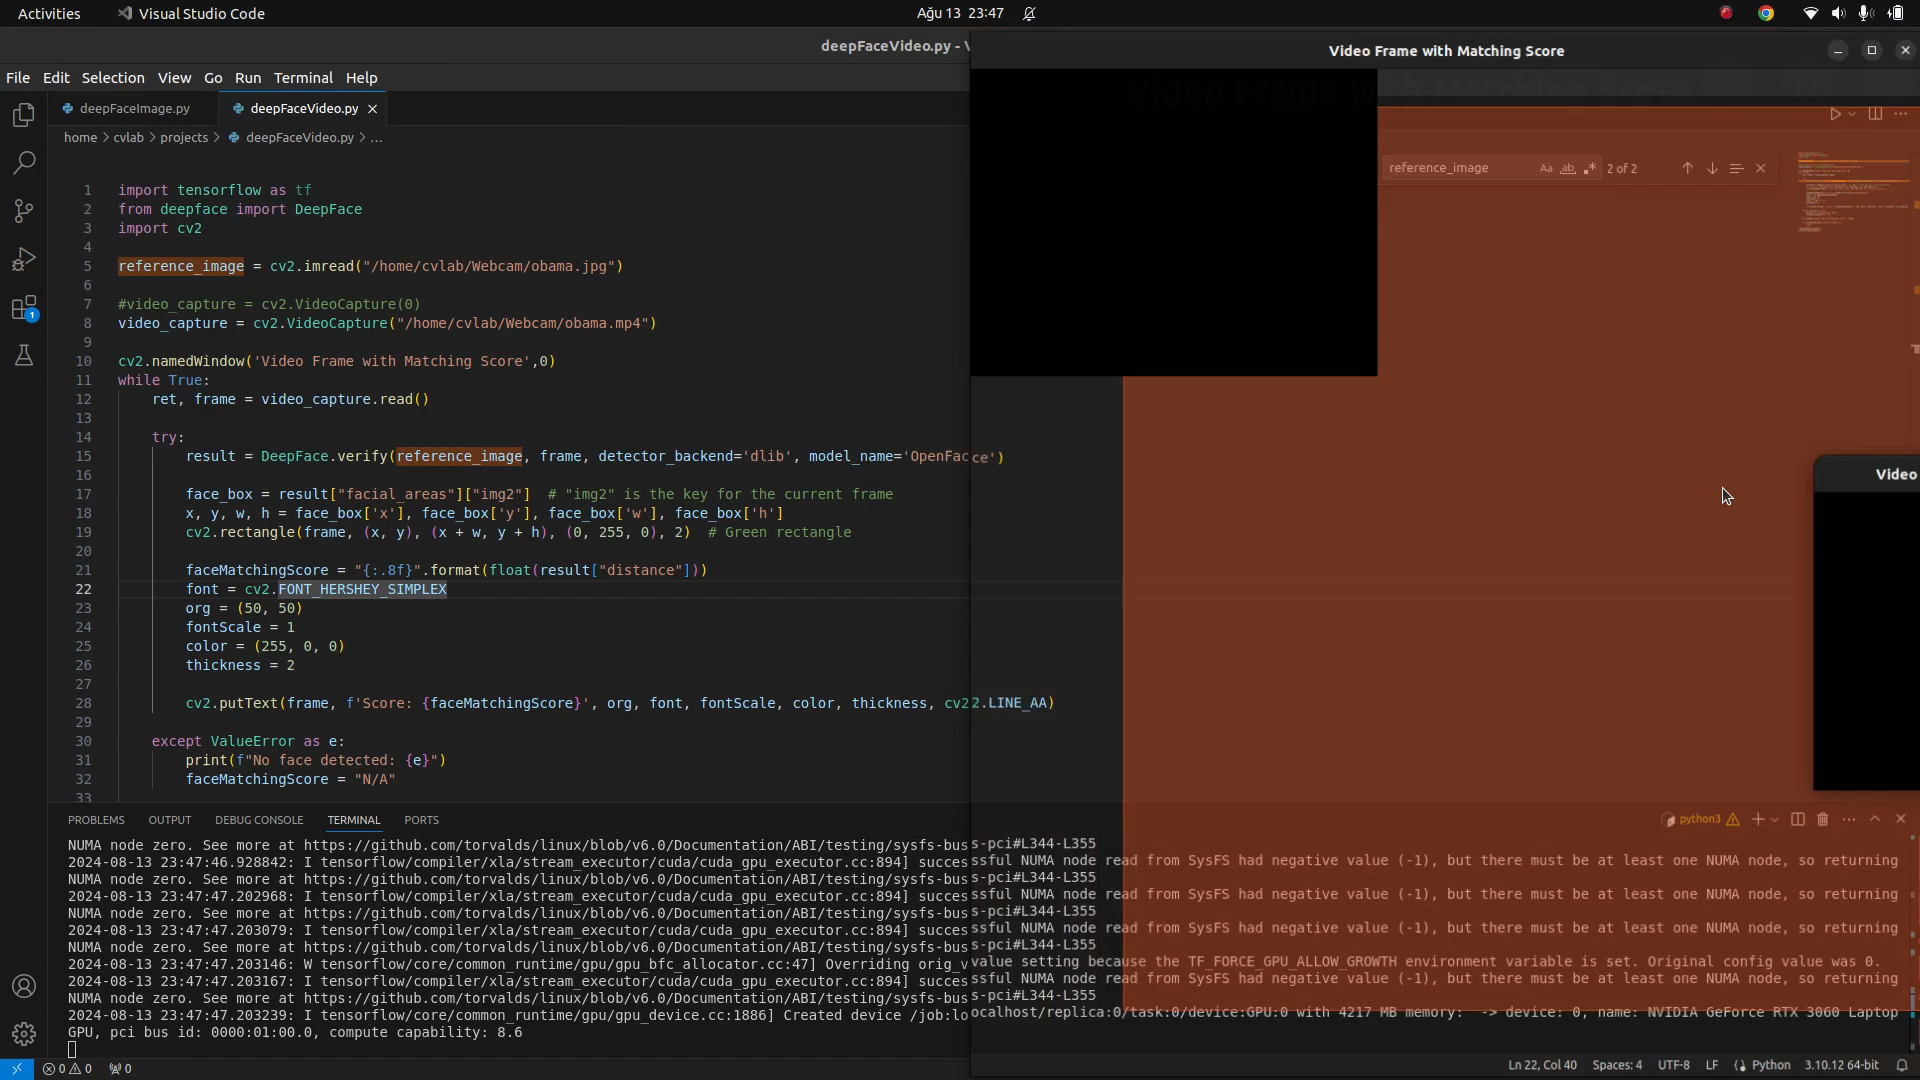 Activities
Visual Studio Code
Ağu 13 23:47
deepFaceVideo.py - V
Video Frame with Matching Score
File Edit Selection View Go Run Terminal Help
deepFaceImage.py
deepFaceVideo.py
home > cvlab > projects > deepFaceVideo.py > ...
reference_image
2 of 2
1 import tensorflow as tf
2 from deepface import DeepFace
3 import cv2
4
5 reference_image = cv2.imread("/home/cvlab/Webcam/obama.jpg")
6
7 #video_capture = cv2.VideoCapture(0)
8 video_capture = cv2.VideoCapture("/home/cvlab/Webcam/obama.mp4")
9
10 cv2.namedWindow('Video Frame with Matching Score',0)
11 while True:
12 ret, frame = video_capture.read()
13
14 try:
15 result = DeepFace.verify(reference_image, frame, detector_backend='dlib', model_name='OpenFacce')
16
17 face_box = result["facial_areas"]["img2"] # "img2" is the key for the current frame
18 x, y, w, h = face_box['x'], face_box['y'], face_box['w'], face_box['h']
19 cv2.rectangle(frame, (x, y), (x + w, y + h), (0, 255, 0), 2) # Green rectangle
20
21 faceMatchingScore = "{:.8f}".format(float(result["distance"]))
22 font = cv2.FONT_HERSHEY_SIMPLEX
23 org = (50, 50)
24 fontScale = 1
25 color = (255, 0, 0)
26 thickness = 2
27
28 cv2.putText(frame, f'Score: {faceMatchingScore}', org, font, fontScale, color, thickness, cv22.LINE_AA)
29
30 except ValueError as e:
31 print(f"No face detected: {e}")
32 faceMatchingScore = "N/A"
33
Video
PROBLEMS OUTPUT DEBUG CONSOLE TERMINAL PORTS
python3
NUMA node zero. See more at https://github.com/torvalds/linux/blob/v6.0/Documentation/ABI/testing/sysfs-bus
s-pci#L344-L355
2024-08-13 23:47:46.928842: I tensorflow/compiler/xla/stream_executor/cuda/cuda_gpu_executor.cc:894] succes
ssful NUMA node read from SysFS had negative value (-1), but there must be at least one NUMA node, so returning
NUMA node zero. See more at https://github.com/torvalds/linux/blob/v6.0/Documentation/ABI/testing/sysfs-bus
s-pci#L344-L355
2024-08-13 23:47:47.202968: I tensorflow/compiler/xla/stream_executor/cuda/cuda_gpu_executor.cc:894] succes
ssful NUMA node read from SysFS had negative value (-1), but there must be at least one NUMA node, so returning
NUMA node zero. See more at https://github.com/torvalds/linux/blob/v6.0/Documentation/ABI/testing/sysfs-bus
s-pci#L344-L355
2024-08-13 23:47:47.203079: I tensorflow/compiler/xla/stream_executor/cuda/cuda_gpu_executor.cc:894] succes
ssful NUMA node read from SysFS had negative value (-1), but there must be at least one NUMA node, so returning
NUMA node zero. See more at https://github.com/torvalds/linux/blob/v6.0/Documentation/ABI/testing/sysfs-bus
s-pci#L344-L355
2024-08-13 23:47:47.203146: W tensorflow/core/common_runtime/gpu/gpu_bfc_allocator.cc:47] Overriding orig_v
value setting because the TF_FORCE_GPU_ALLOW_GROWTH environment variable is set. Original config value was 0.
2024-08-13 23:47:47.203167: I tensorflow/compiler/xla/stream_executor/cuda/cuda_gpu_executor.cc:894] succes
ssful NUMA node read from SysFS had negative value (-1), but there must be at least one NUMA node, so returning
NUMA node zero. See more at https://github.com/torvalds/linux/blob/v6.0/Documentation/ABI/testing/sysfs-bus
s-pci#L344-L355
2024-08-13 23:47:47.203239: I tensorflow/core/common_runtime/gpu/gpu_device.cc:1886] Created device /job:lo
ocalhost/replica:0/task:0/device:GPU:0 with 4217 MB memory: -> device: 0, name: NVIDIA GeForce RTX 3060 Laptop
GPU, pci bus id: 0000:01:00.0, compute capability: 8.6
0 0 0
Ln 22, Col 40 Spaces: 4 UTF-8 LF Python 3.10.12 64-bit